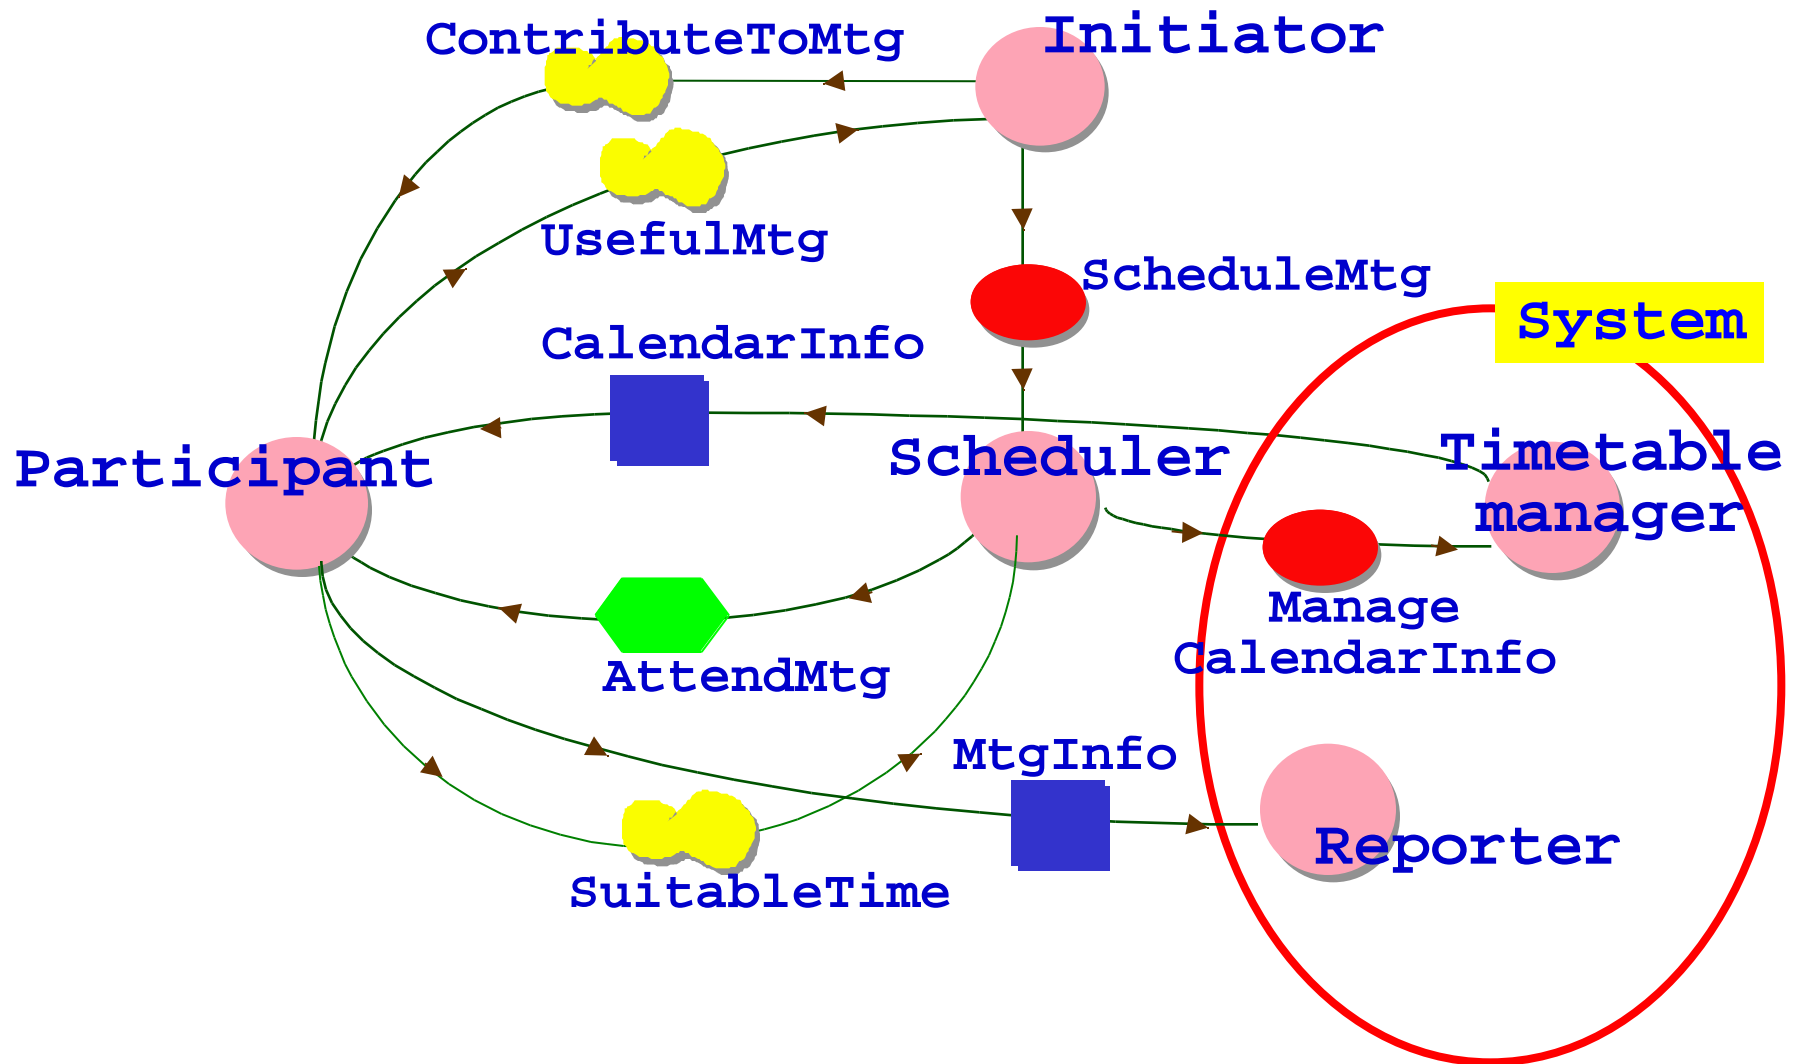 ContributeToMtg
Initiator
UsefulMtg
ScheduleMtg
System
CalendarInfo
Participant
Scheduler
Timetable
manager
Manage
CalendarInfo
AttendMtg
MtgInfo
Reporter
SuitableTime